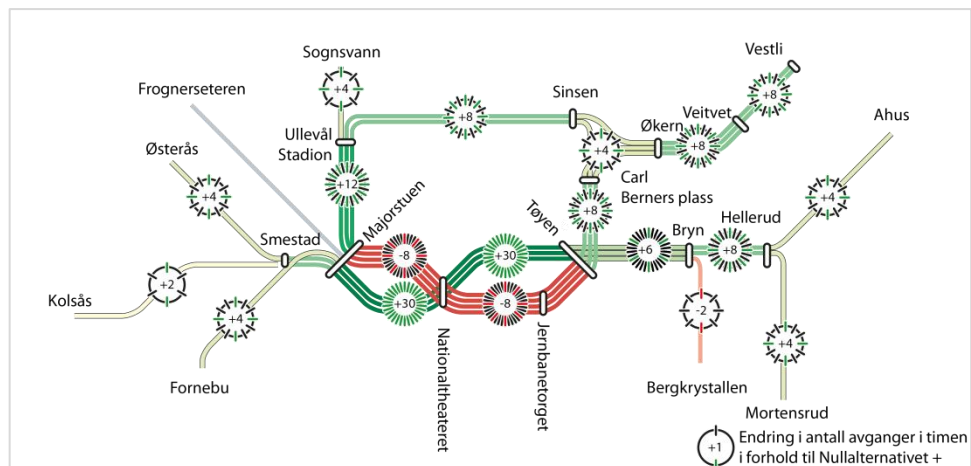 Sognsvann
+4
Frognerseteren
Østerås
+4
Ullevål
Stadion
+12
+8
Sinsen
+4
Økern
Veitvet
+8
Vestli
+8
Carl
Berners plass
+8
Ahus
+4
Smestad
Majorstuen
-8
+30
+30
Tøyen
+6
Bryn
Hellerud
+8
Kolsås
+2
+4
Fornebu
Nationaltheateret
-8
Jernbanetorget
-2
Bergkrystallen
+4
Mortensrud
+1
Endring i antall avganger i timen
i forhold til Nullalternativet +